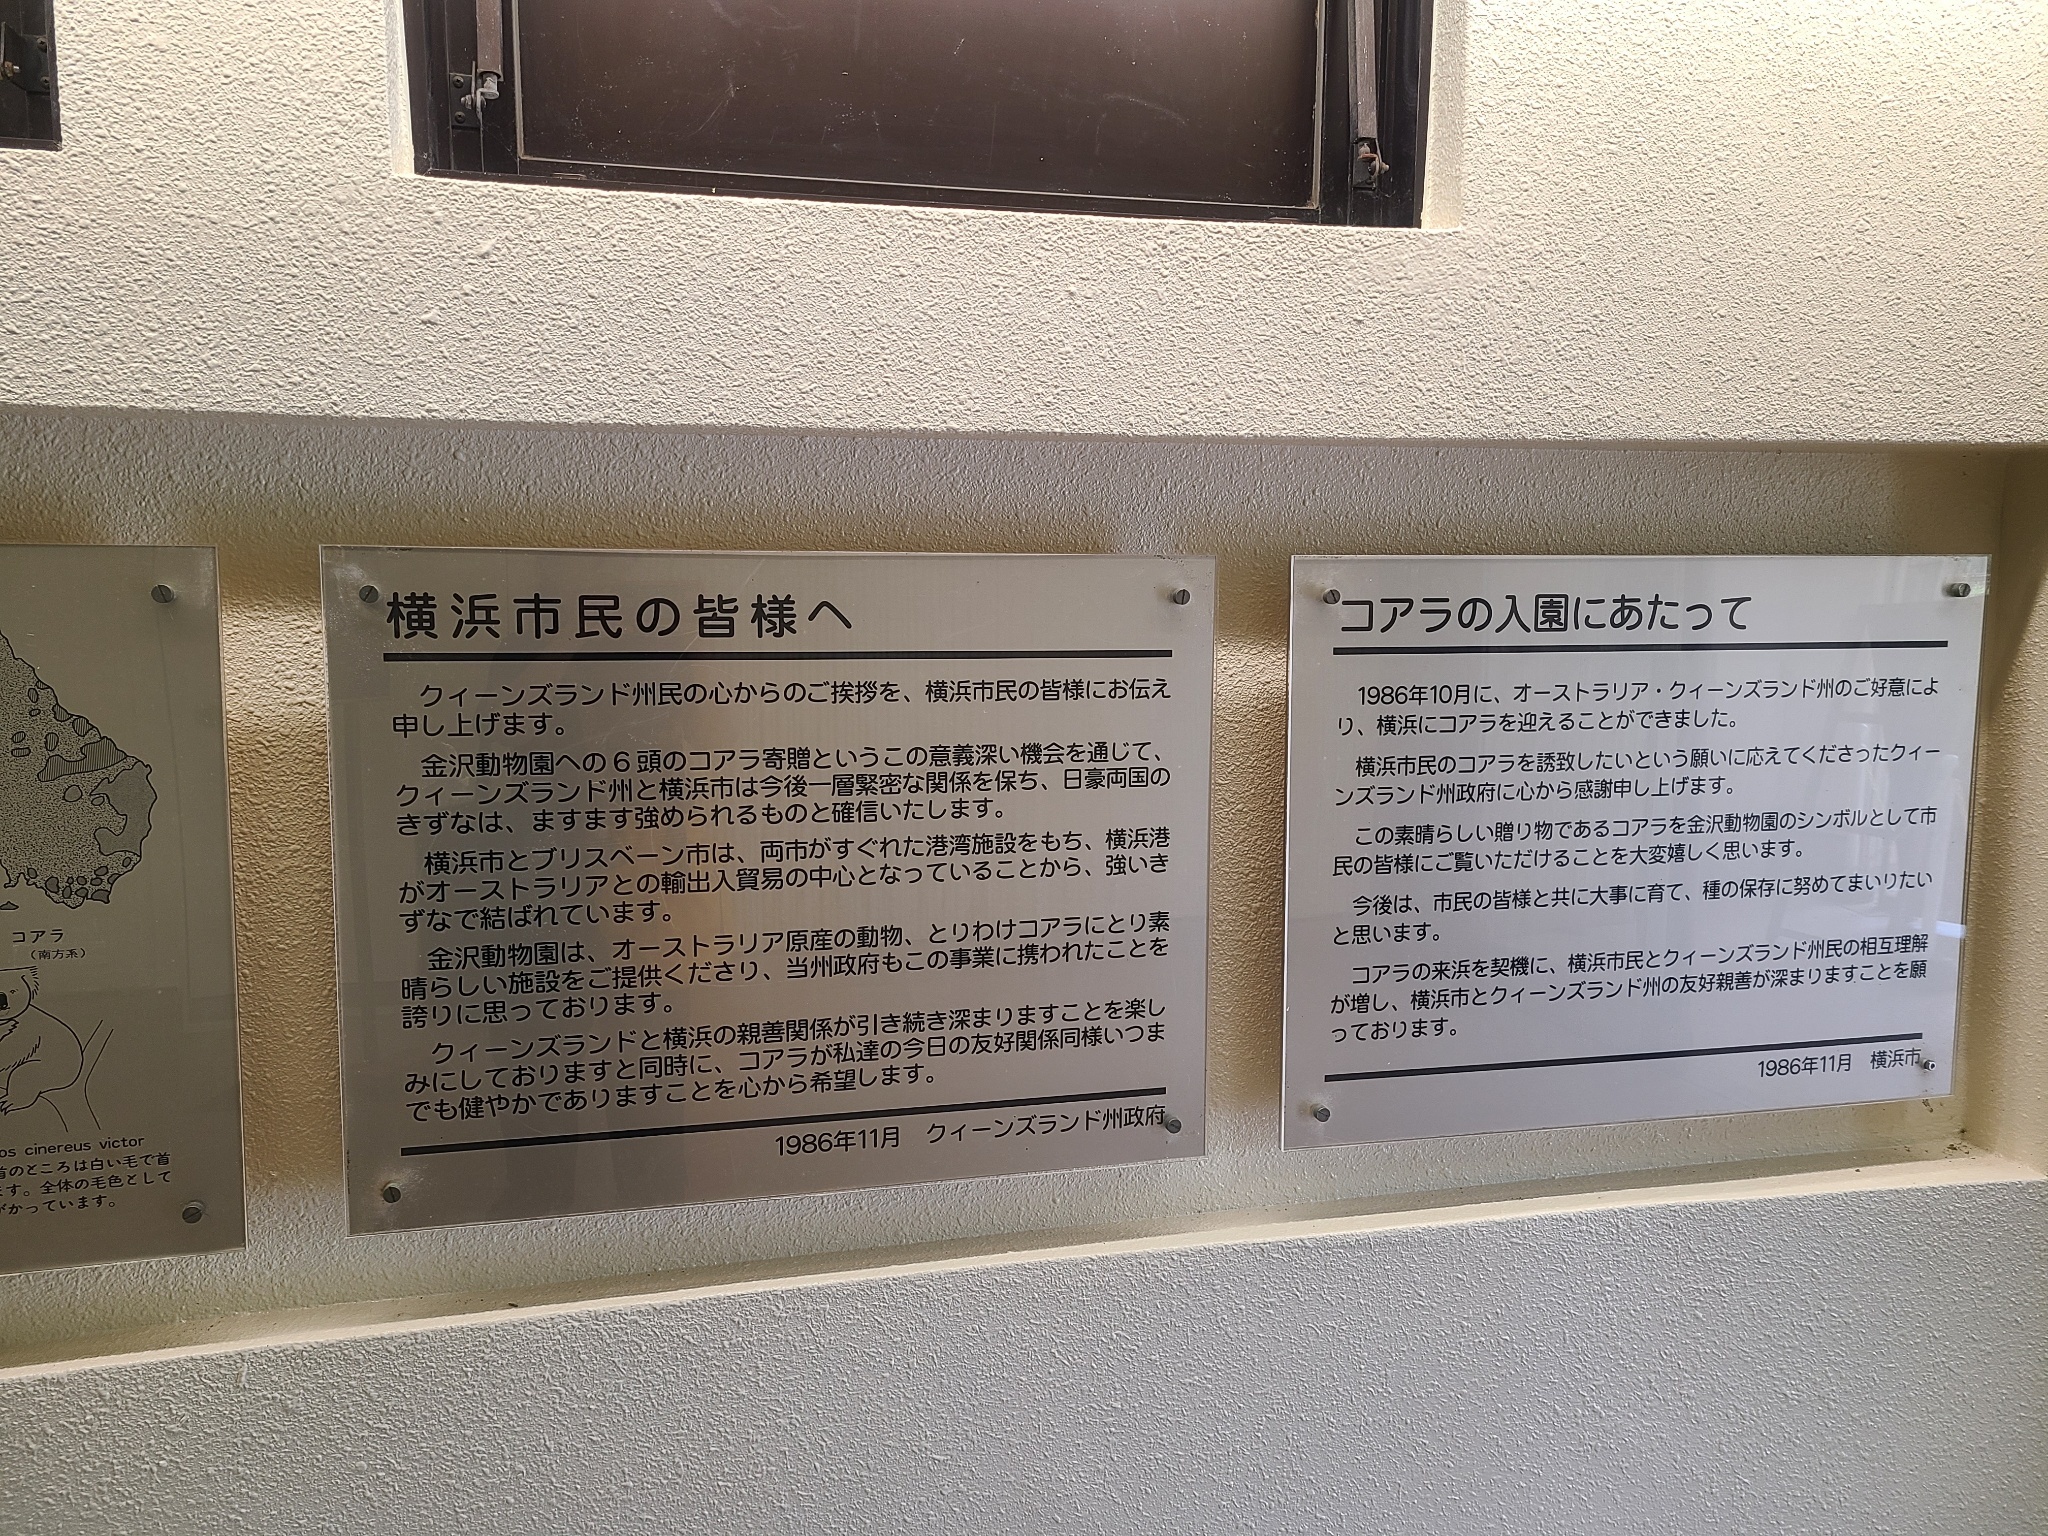 コアラ
(南方系)
os cinereus victor
首のところは白い毛で首
ます。全体の毛色として
がかっています。
横浜市民の皆様へ
クィーンズランド州民の心からのご挨拶を、横浜市民の皆様にお伝え
申し上げます。
金沢動物園への6頭のコアラ寄贈というこの意義深い機会を通じて、
クィーンズランド州と横浜市は今後一層緊密な関係を保ち、日豪両国の
きずなは、ますます強められるものと確信いたします。
横浜市とブリスベーン市は、両市がすぐれた港湾施設をもち、横浜港
がオーストラリアとの輸出入貿易の中心となっていることから、強いき
ずなで結ばれています。
金沢動物園は、オーストラリア原産の動物、とりわけコアラにとり素
晴らしい施設をご提供くださり、当州政府もこの事業に携われたことを
誇りに思っております。
クィーンズランドと横浜の親善関係が引き続き深まりますことを楽し
みにしておりますと同時に、コアラが私達の今日の友好関係同様いつま
でも健やかでありますことを心から希望します。
1986年11月 クィーンズランド州政府
コアラの入園にあたって
1986年10月に、オーストラリア・クィーンズランド州のご好意によ
り、横浜にコアラを迎えることができました。
横浜市民のコアラを誘致したいという願いに応えてくださったクィー
ンズランド州政府に心から感謝申し上げます。
この素晴らしい贈り物であるコアラを金沢動物園のシンボルとして市
民の皆様にご覧いただけることを大変嬉しく思います。
今後は、市民の皆様と共に大事に育て、種の保存に努めてまいりたい
と思います。
コアラの来浜を契機に、横浜市民とクィーンズランド州民の相互理解
が増し、横浜市とクィーンズランド州の友好親善が深まりますことを願
っております。
1986年11月 横浜市